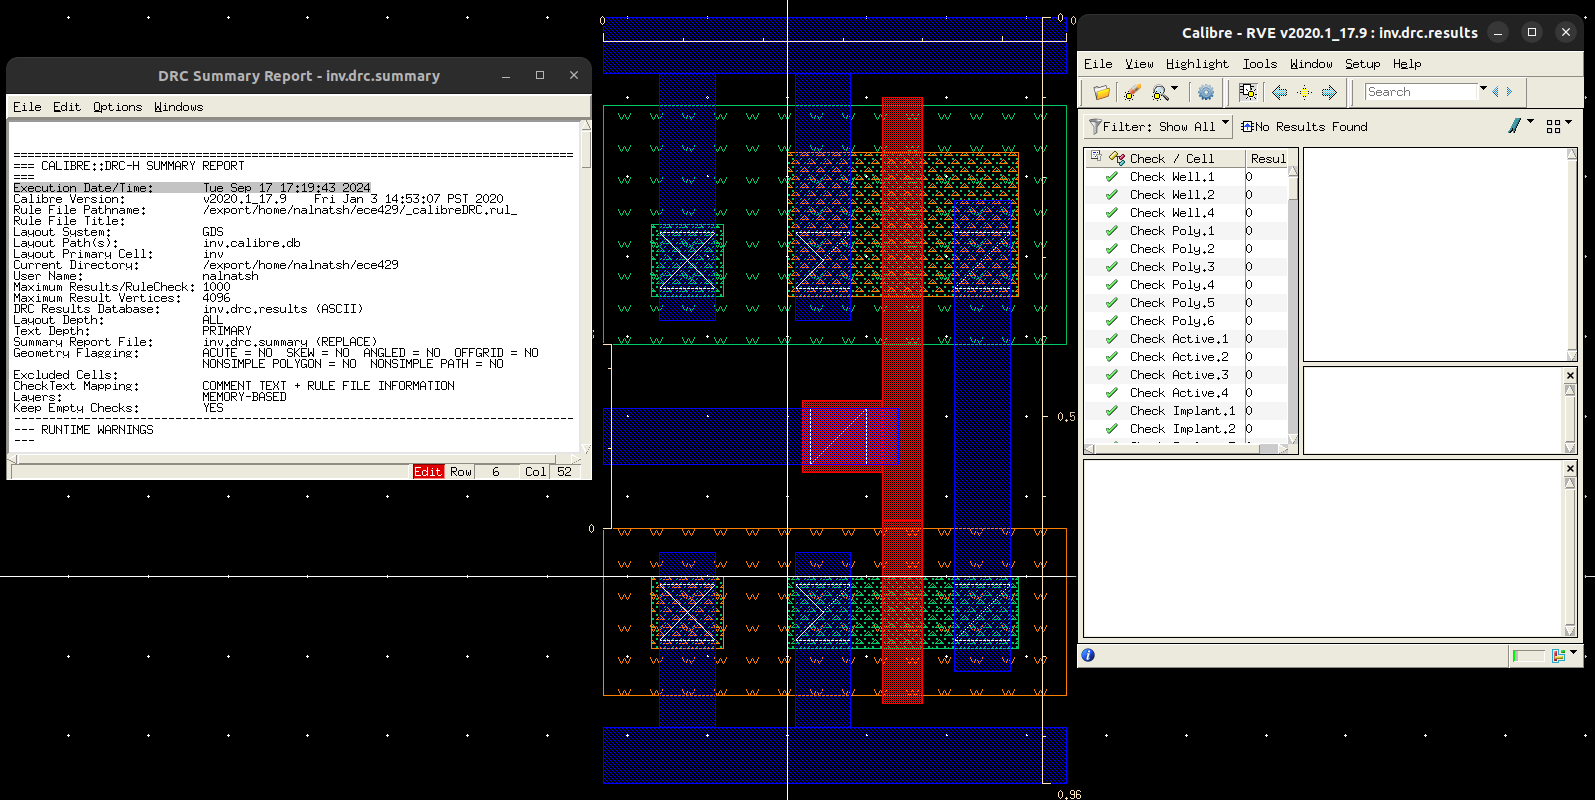 DRC Summary Report - inv.drc.summary
File Edit Options Windows
=== CALIBRE::DRC-H SUMMARY REPORT
===
Execution Date/Time: Tue Sep 17 17:19:43 2024
Calibre Version: v2020.1_17.9 Fri Jan 3 14:53:07 PST 2020
Rule File Pathname: /export/home/nalnatsh/ece429/_calibreDRC.rul_
Rule File Title:
Layout System: GDS
Layout Path(s): inv.calibre.db
Layout Primary Cell: inv
Current Directory: /export/home/nalnatsh/ece429
User Name: nalnatsh
Maximum Results/RuleCheck: 1000
Maximum Result Vertices: 4096
DRC Results Database: inv.drc.results (ASCII)
Layout Depth: ALL
Text Depth: PRIMARY
Summary Report File: inv.drc.summary (REPLACE)
Geometry Flagging: ACUTE = NO SKEW = NO ANGLED = NO OFFGRID = NO
NONSIMPLE POLYGON = NO NONSIMPLE PATH = NO
Excluded Cells:
CheckText Mapping: COMMENT TEXT + RULE FILE INFORMATION
Layers: MEMORY-BASED
Keep Empty Checks: YES
--- RUNTIME WARNINGS
---
Edit Row 6 Col 52
0
0
0
0.5
0
0.96
Calibre - RVE v2020.1_17.9 : inv.drc.results
File View Highlight Tools Window Setup Help
Search
Filter: Show All No Results Found
Check / Cell Resul
Check Well.1 0
Check Well.2 0
Check Well.4 0
Check Poly.1 0
Check Poly.2 0
Check Poly.3 0
Check Poly.4 0
Check Poly.5 0
Check Poly.6 0
Check Active.1 0
Check Active.2 0
Check Active.3 0
Check Active.4 0
Check Implant.1 0
Check Implant.2 0